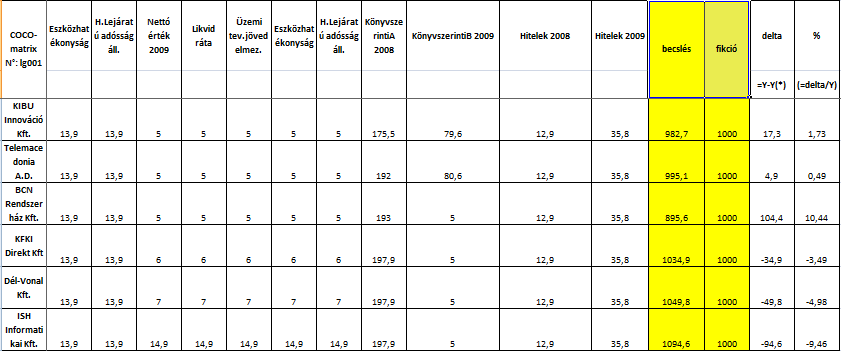 COCO-matrix N°: lg001 Eszközhatékonyság H.Lejáratú adósság áll. Nettó érték 2009 Likvid ráta Üzemi tev.jövedelmez. Eszközhatékonyság H.Lejáratú adósság áll. KönyvszerintiA 2008 KönyvszerintiB 2009 Hitelek 2008 Hitelek 2009 becslés fikció delta %
=Y-Y(*) (=delta/Y)
KIBU Innováció Kft. 13,9 13,9 5 5 5 5 5 175,5 79,6 12,9 35,8 982,7 1000 17,3 1,73
Telemacedonia A.D. 13,9 13,9 5 5 5 5 5 192 80,6 12,9 35,8 995,1 1000 4,9 0,49
BCN Rendszerház Kft. 13,9 13,9 5 5 5 5 5 193 5 12,9 35,8 895,6 1000 104,4 10,44
KFKI Direkt Kft 13,9 13,9 6 6 6 6 6 197,9 5 12,9 35,8 1034,9 1000 -34,9 -3,49
Dél-Vonal Kft. 13,9 13,9 7 7 7 7 7 197,9 5 12,9 35,8 1049,8 1000 -49,8 -4,98
ISH Informatikai Kft. 13,9 13,9 14,9 14,9 14,9 14,9 14,9 197,9 5 12,9 35,8 1094,6 1000 -94,6 -9,46